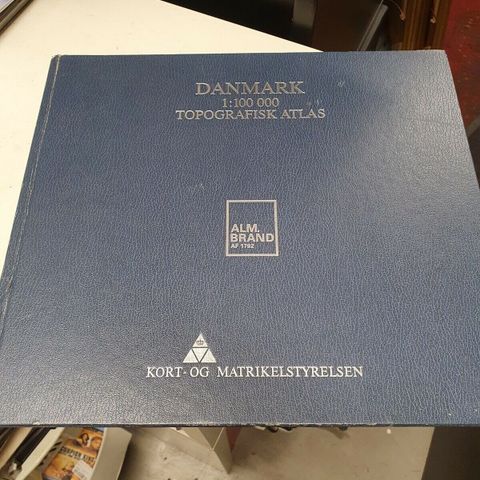 DANMARK
1:100 000
TOPOGRAFISK ATLAS
ALM.
BRAND
AF 1792
KORT- OG MATRIKELSTYRELSEN